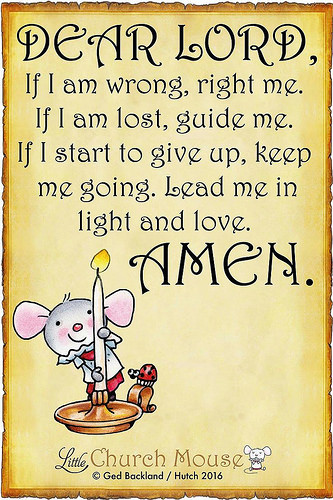 DEAR LORD,
If I am wrong, right me.
If I am lost, guide me.
If I start to give up, keep
me going. Lead me in
light and love.
AMEN.
Little Church Mouse
© Ged Backland / Hutch 2016